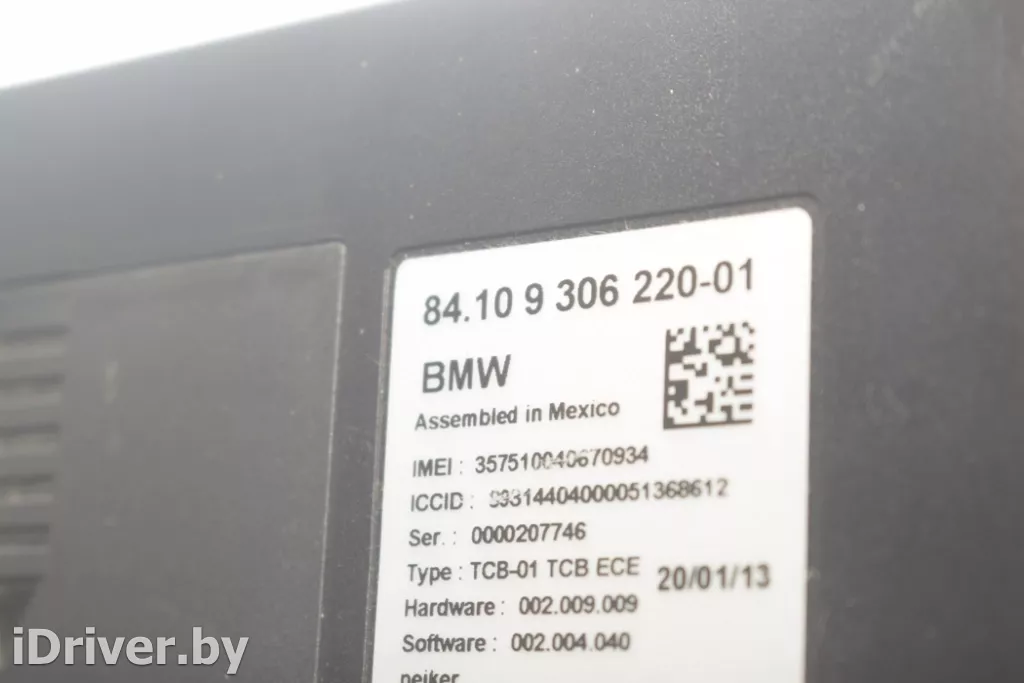 84.10 9 306 220-01
BMW
Assembled in Mexico
IMEI : 357510040670934
ICCID :
Ser. : 0000207746
Type : TCB-01 TCB ECE 20/01/13
Hardware : 002.009.009
Software : 002.004.040
peiker
iDriver.by